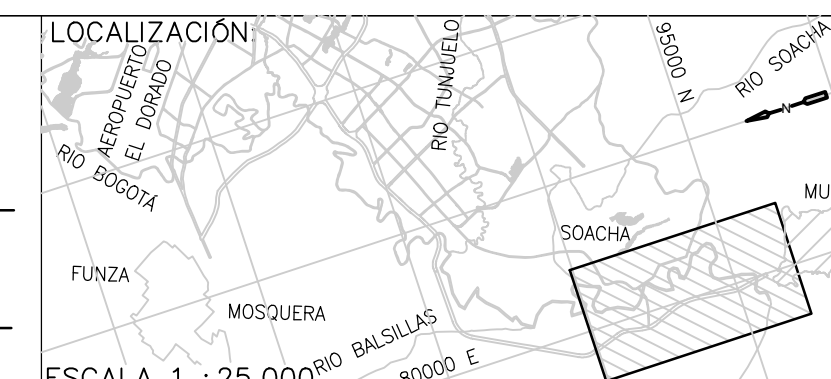 LOCALIZACIÓN:
AEROPUERTO
EL DORADO
RIO BOGOTÁ
RIO TUNJUELO
95000 N
RIO SOACHA
N
MU
SOACHA
FUNZA
MOSQUERA
RIO BALSILLAS
80000 E
ESCALA 1 : 25.000